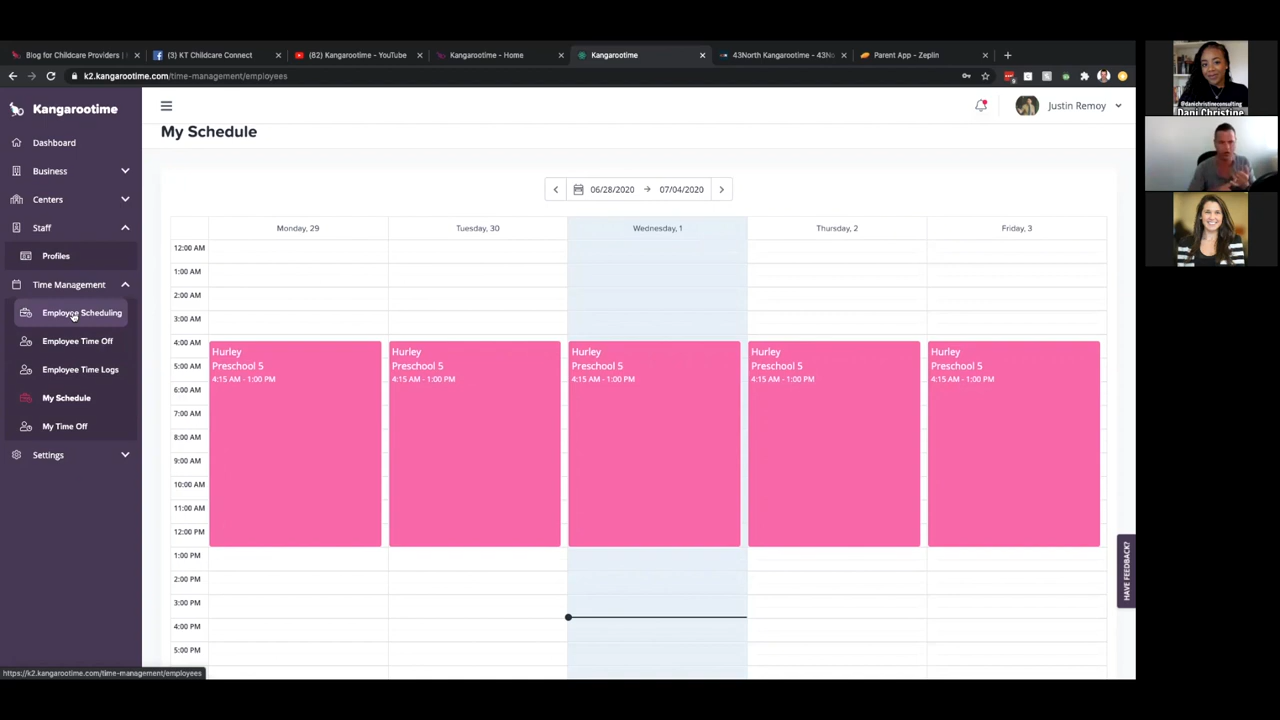 Blog for Childcare Providers |
(3) KT Childcare Connect
(82) Kangarootime - YouTube
Kangarootime - Home
Kangarootime
43North Kangarootime - 43No
Parent App - Zeplin
k2.kangarootime.com/time-management/employees
Kangarootime
Dashboard
Business
Centers
Staff
Profiles
Time Management
Employee Scheduling
Employee Time Off
Employee Time Logs
My Schedule
My Time Off
Settings
Justin Remoy
My Schedule
06/28/2020 → 07/04/2020
Monday, 29
Tuesday, 30
Wednesday, 1
Thursday, 2
Friday, 3
12:00 AM
1:00 AM
2:00 AM
3:00 AM
4:00 AM
5:00 AM
6:00 AM
7:00 AM
8:00 AM
9:00 AM
10:00 AM
11:00 AM
12:00 PM
1:00 PM
2:00 PM
3:00 PM
4:00 PM
5:00 PM
Hurley
Preschool 5
4:15 AM - 1:00 PM
Hurley
Preschool 5
4:15 AM - 1:00 PM
Hurley
Preschool 5
4:15 AM - 1:00 PM
Hurley
Preschool 5
4:15 AM - 1:00 PM
Hurley
Preschool 5
4:15 AM - 1:00 PM
HAVE FEEDBACK?
https://k2.kangarootime.com/time-management/employees
@danichristineconsulting
Dani Christine